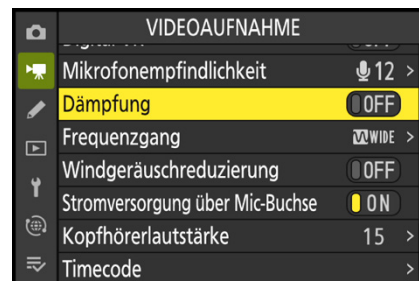 VIDEOAUFNAHME
Mikrofonempfindlichkeit 12 >
Dämpfung OFF
Frequenzgang WIDE >
Windgeräuschreduzierung OFF
Stromversorgung über Mic-Buchse ON
Kopfhörerlautstärke 15 >
Timecode >